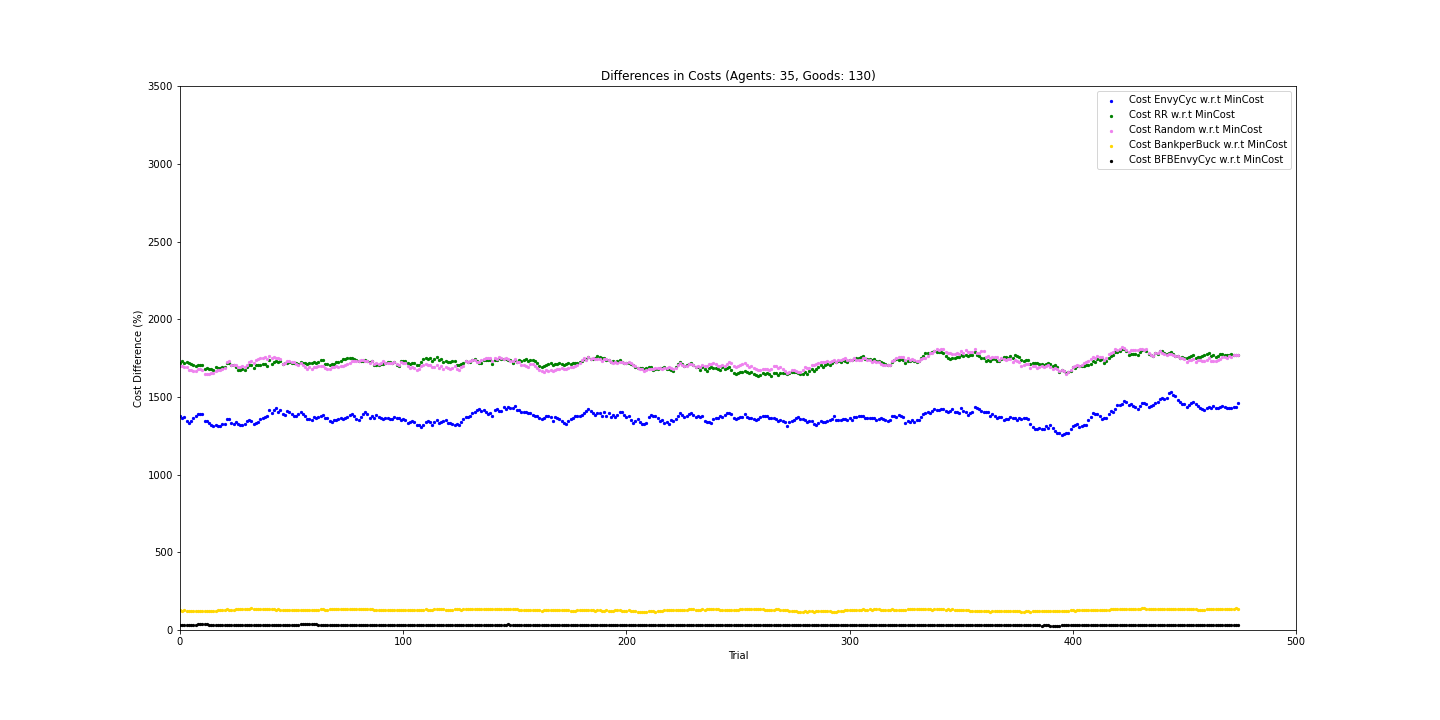 Differences in Costs (Agents: 35, Goods: 130)
3500
3000
2500
2000
1500
1000
500
0
Cost Difference (%)
Cost EnvyCyc w.r.t MinCost
Cost RR w.r.t MinCost
Cost Random w.r.t MinCost
Cost BankperBuck w.r.t MinCost
Cost BFBEnvyCyc w.r.t MinCost
0 100 200 300 400 500
Trial